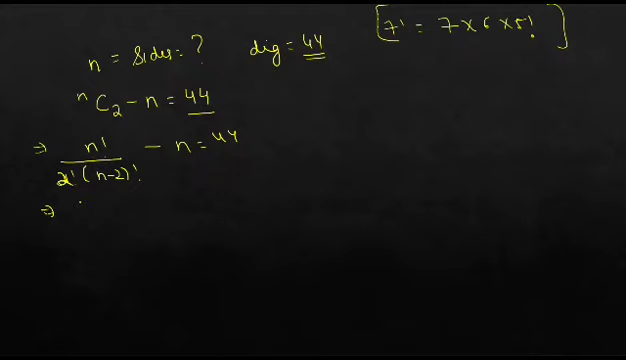 n = Sides = ? dig = 44 [7! = 7 × 6 × 5!]
ⁿC₂ - n = 44
⇒ n! / 2! (n-2)! - n = 44
⇒